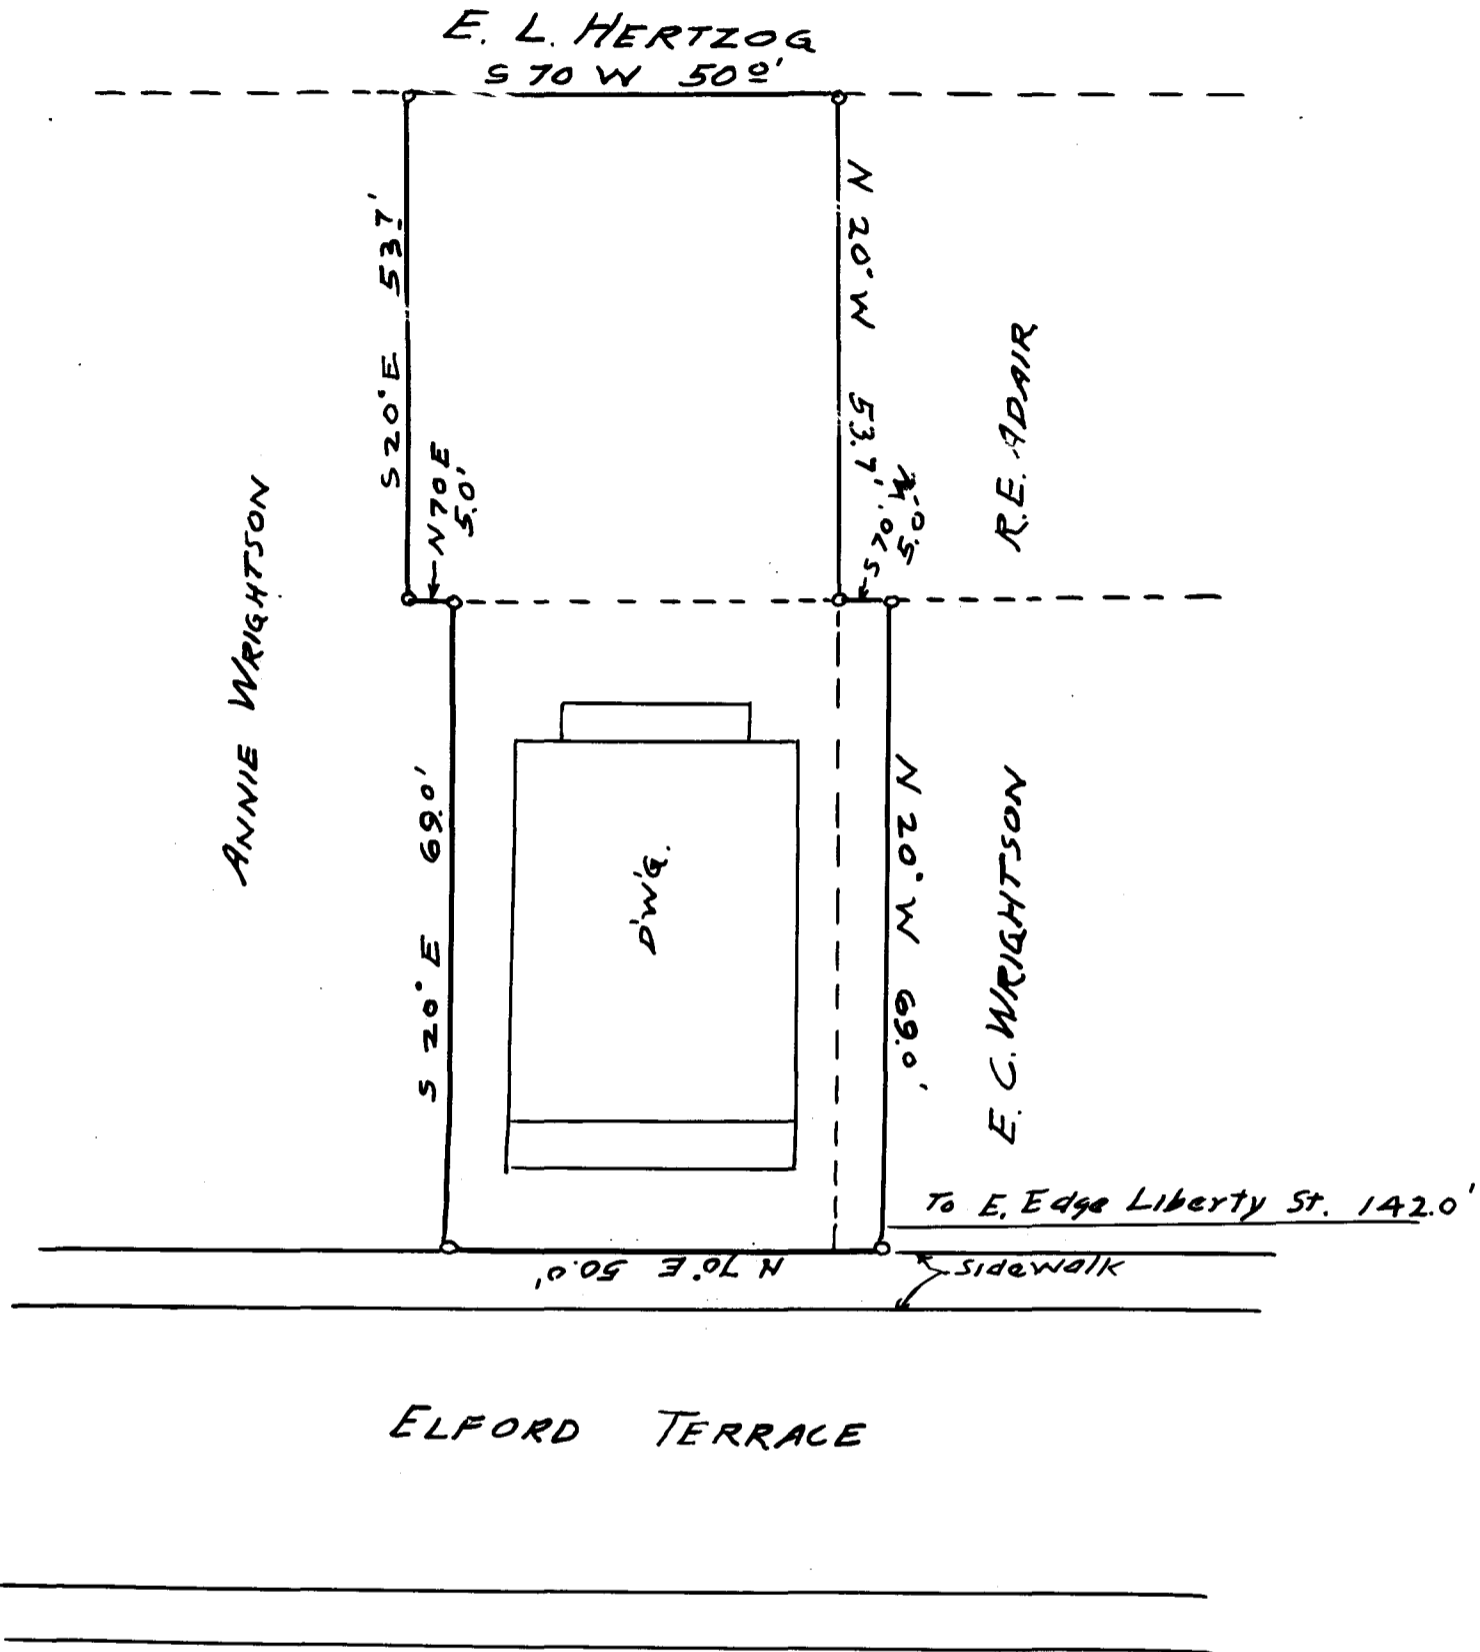 E. L. HERTZOG
S 70 W 50.0'
S 20° E 53.7'
N 20° W 53.7'
N 70 E
5.0'
S 70° W
5.0'
R.E. ADAIR
ANNIE WRIGHTSON
S 20° E 69.0'
D'W'G.
N 20° W 69.0'
E. C. WRIGHTSON
To E. Edge Liberty St. 142.0'
N 70° E 50.0'
Sidewalk
ELFORD TERRACE